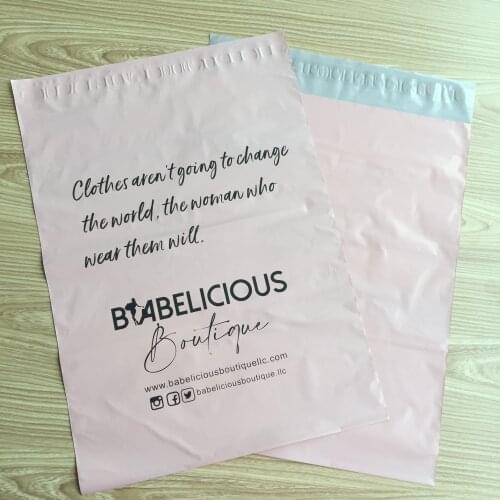 Clothes aren't going to change
the world, the woman who
wear them will.
BABELICIOUS
Boutique
www.babeliciousboutiquellc.com
babeliciousboutique.llc